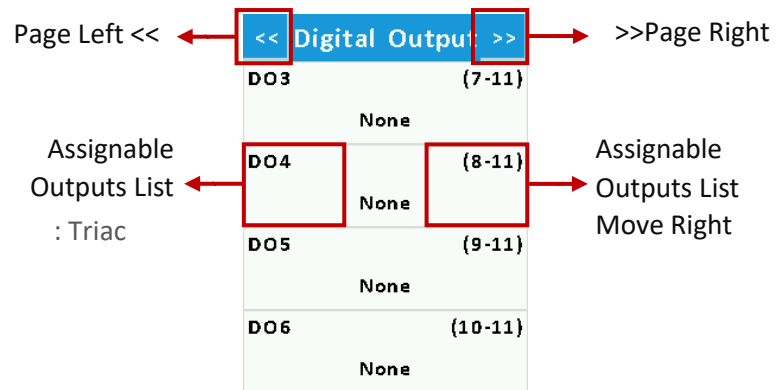 Page Left <<
<< Digital Output >>
>>Page Right
DO3 (7-11)
None
Assignable
Outputs List
: Triac
DO4 (8-11)
None
Assignable
Outputs List
Move Right
DO5 (9-11)
None
DO6 (10-11)
None